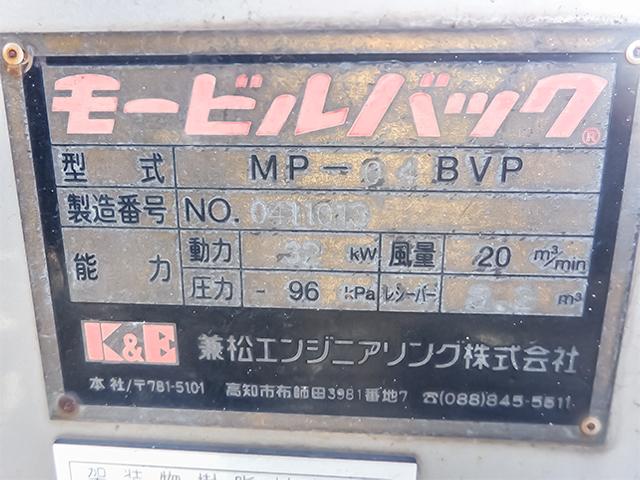 モービルバック®
型式 MP-64BVP
製造番号 NO.
能力 動力 37 kW 風量 20 m³/min
圧力 - 96 kPa レシーバー m³
K&E 兼松エンジニアリング株式会社
本社/〒781-5101 高知市布師田3981番地7 ☎(088)845-5511